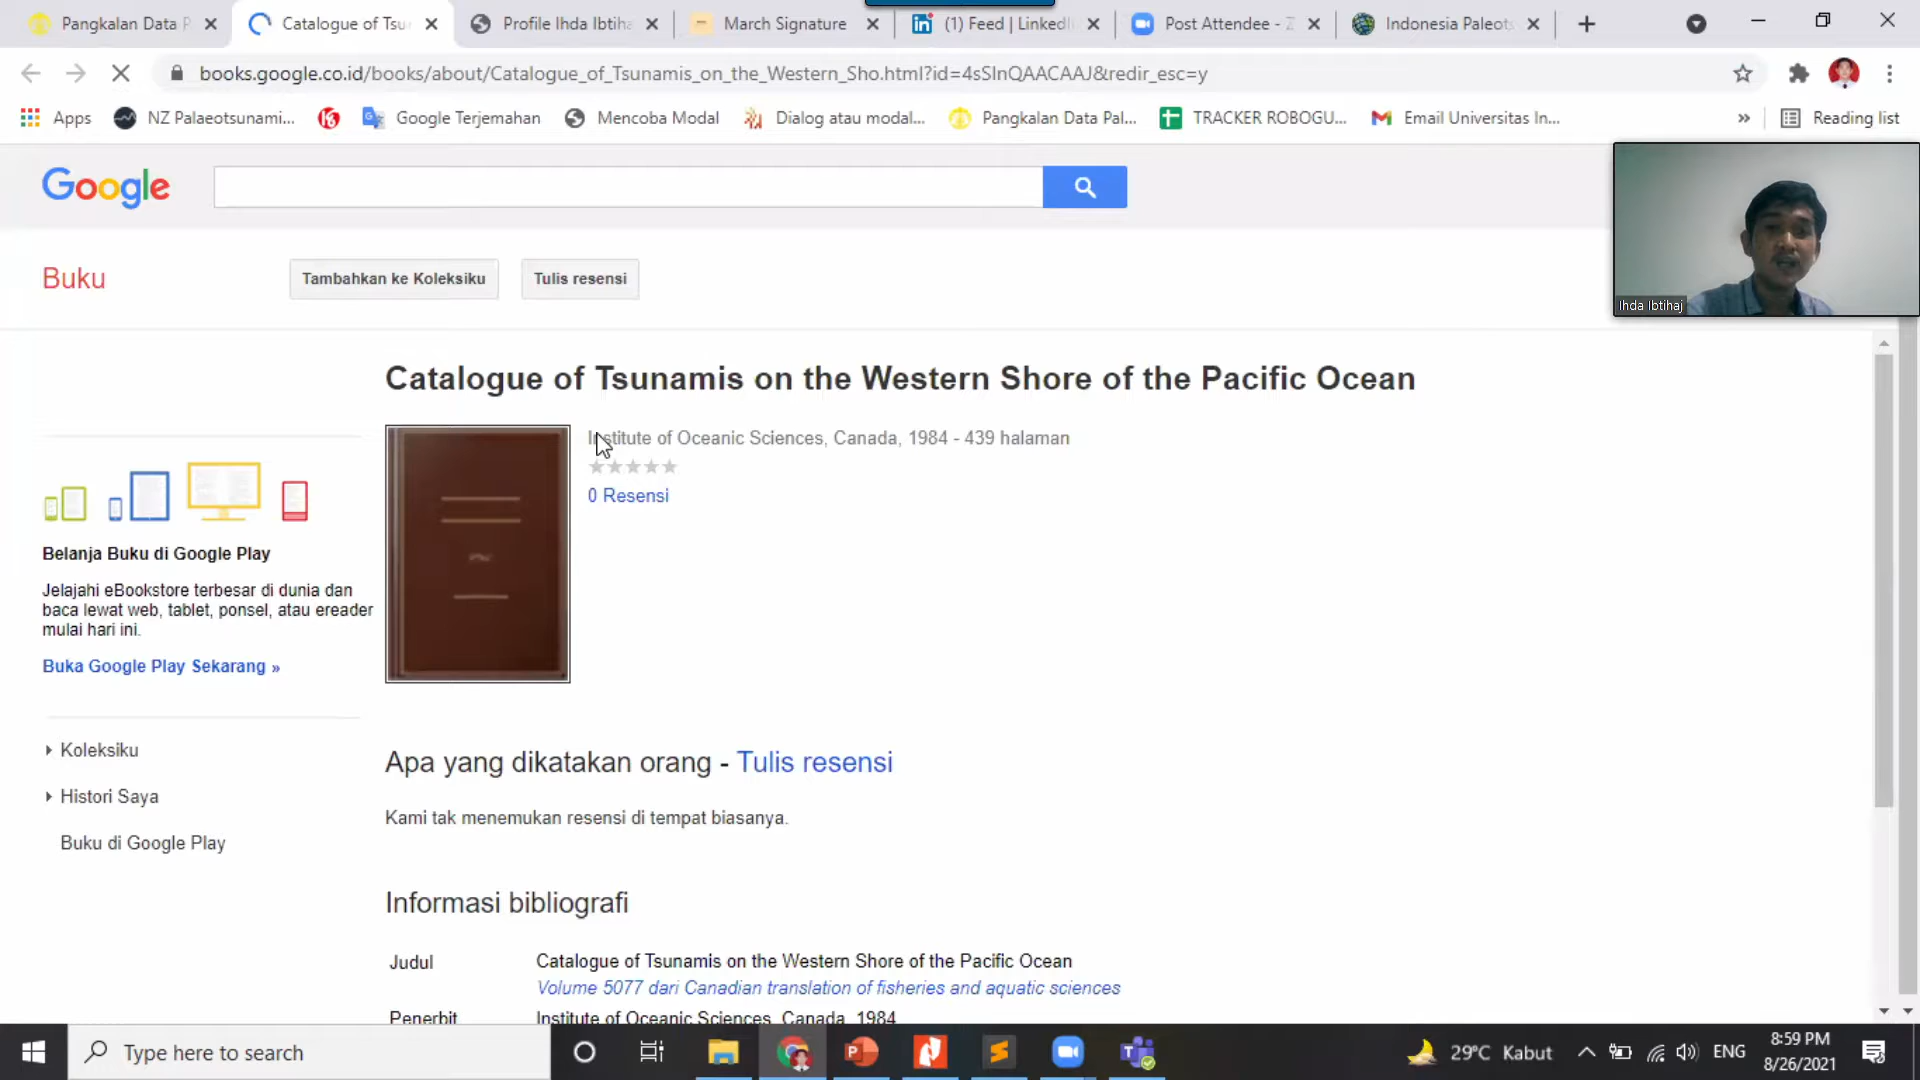 Pangkalan Data P
Catalogue of Tsu
Profile Ihda Ibtiha
March Signature
(1) Feed | LinkedI
Post Attendee - Z
Indonesia Paleots
books.google.co.id/books/about/Catalogue_of_Tsunamis_on_the_Western_Sho.html?id=4sSInQAACAAJ&redir_esc=y
Apps
NZ Palaeotsunami...
Google Terjemahan
Mencoba Modal
Dialog atau modal...
Pangkalan Data Pal...
TRACKER ROBOGU...
Email Universitas In...
»
Reading list
Google
Ihda Ibtihaj
Buku
Tambahkan ke Koleksiku
Tulis resensi
Catalogue of Tsunamis on the Western Shore of the Pacific Ocean
Institute of Oceanic Sciences, Canada, 1984 - 439 halaman
0 Resensi
Belanja Buku di Google Play
Jelajahi eBookstore terbesar di dunia dan
baca lewat web, tablet, ponsel, atau ereader
mulai hari ini.
Buka Google Play Sekarang »
Koleksiku
Histori Saya
Buku di Google Play
Apa yang dikatakan orang - Tulis resensi
Kami tak menemukan resensi di tempat biasanya.
Informasi bibliografi
Judul
Catalogue of Tsunamis on the Western Shore of the Pacific Ocean
Volume 5077 dari Canadian translation of fisheries and aquatic sciences
Penerbit
Institute of Oceanic Sciences, Canada, 1984
Type here to search
29°C Kabut
ENG
8:59 PM
8/26/2021